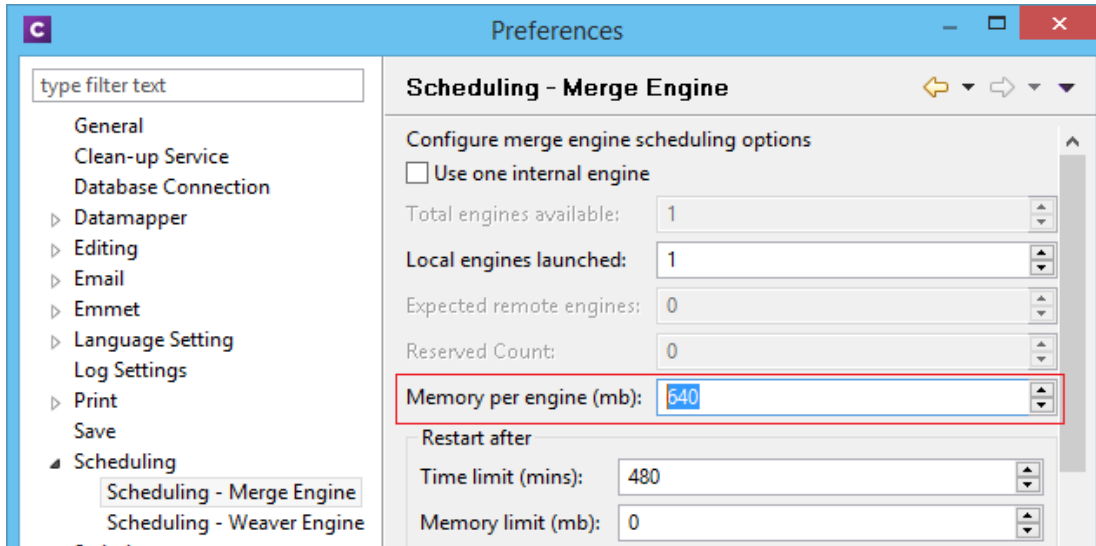 C
Preferences
type filter text
General
Clean-up Service
Database Connection
Datamapper
Editing
Email
Emmet
Language Setting
Log Settings
Print
Save
Scheduling
Scheduling - Merge Engine
Scheduling - Weaver Engine
Scheduling - Merge Engine
Configure merge engine scheduling options
Use one internal engine
Total engines available: 1
Local engines launched: 1
Expected remote engines: 0
Reserved Count: 0
Memory per engine (mb): 640
Restart after
Time limit (mins): 480
Memory limit (mb): 0